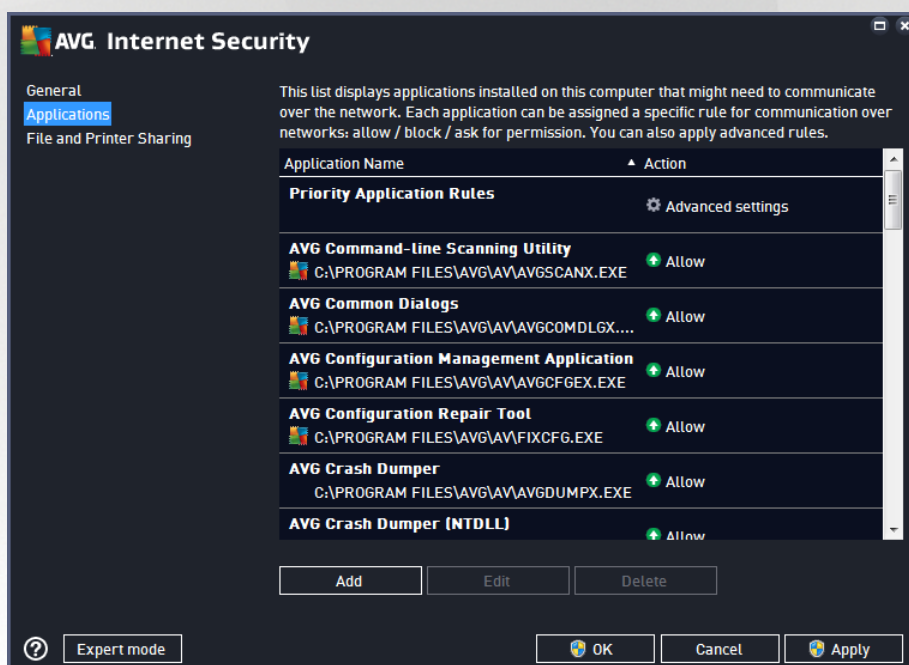 AVG Internet Security
General
Applications
File and Printer Sharing
This list displays applications installed on this computer that might need to communicate
over the network. Each application can be assigned a specific rule for communication over
networks: allow / block / ask for permission. You can also apply advanced rules.
Application Name Action
Priority Application Rules
Advanced settings
AVG Command-line Scanning Utility
C:\PROGRAM FILES\AVG\AV\AVGSCANX.EXE
Allow
AVG Common Dialogs
C:\PROGRAM FILES\AVG\AV\AVGCOMDLGX....
Allow
AVG Configuration Management Application
C:\PROGRAM FILES\AVG\AV\AVGCFGEX.EXE
Allow
AVG Configuration Repair Tool
C:\PROGRAM FILES\AVG\AV\FIXCFG.EXE
Allow
AVG Crash Dumper
C:\PROGRAM FILES\AVG\AV\AVGDUMPX.EXE
Allow
AVG Crash Dumper (NTDLL)
Allow
Add Edit Delete
? Expert mode OK Cancel Apply